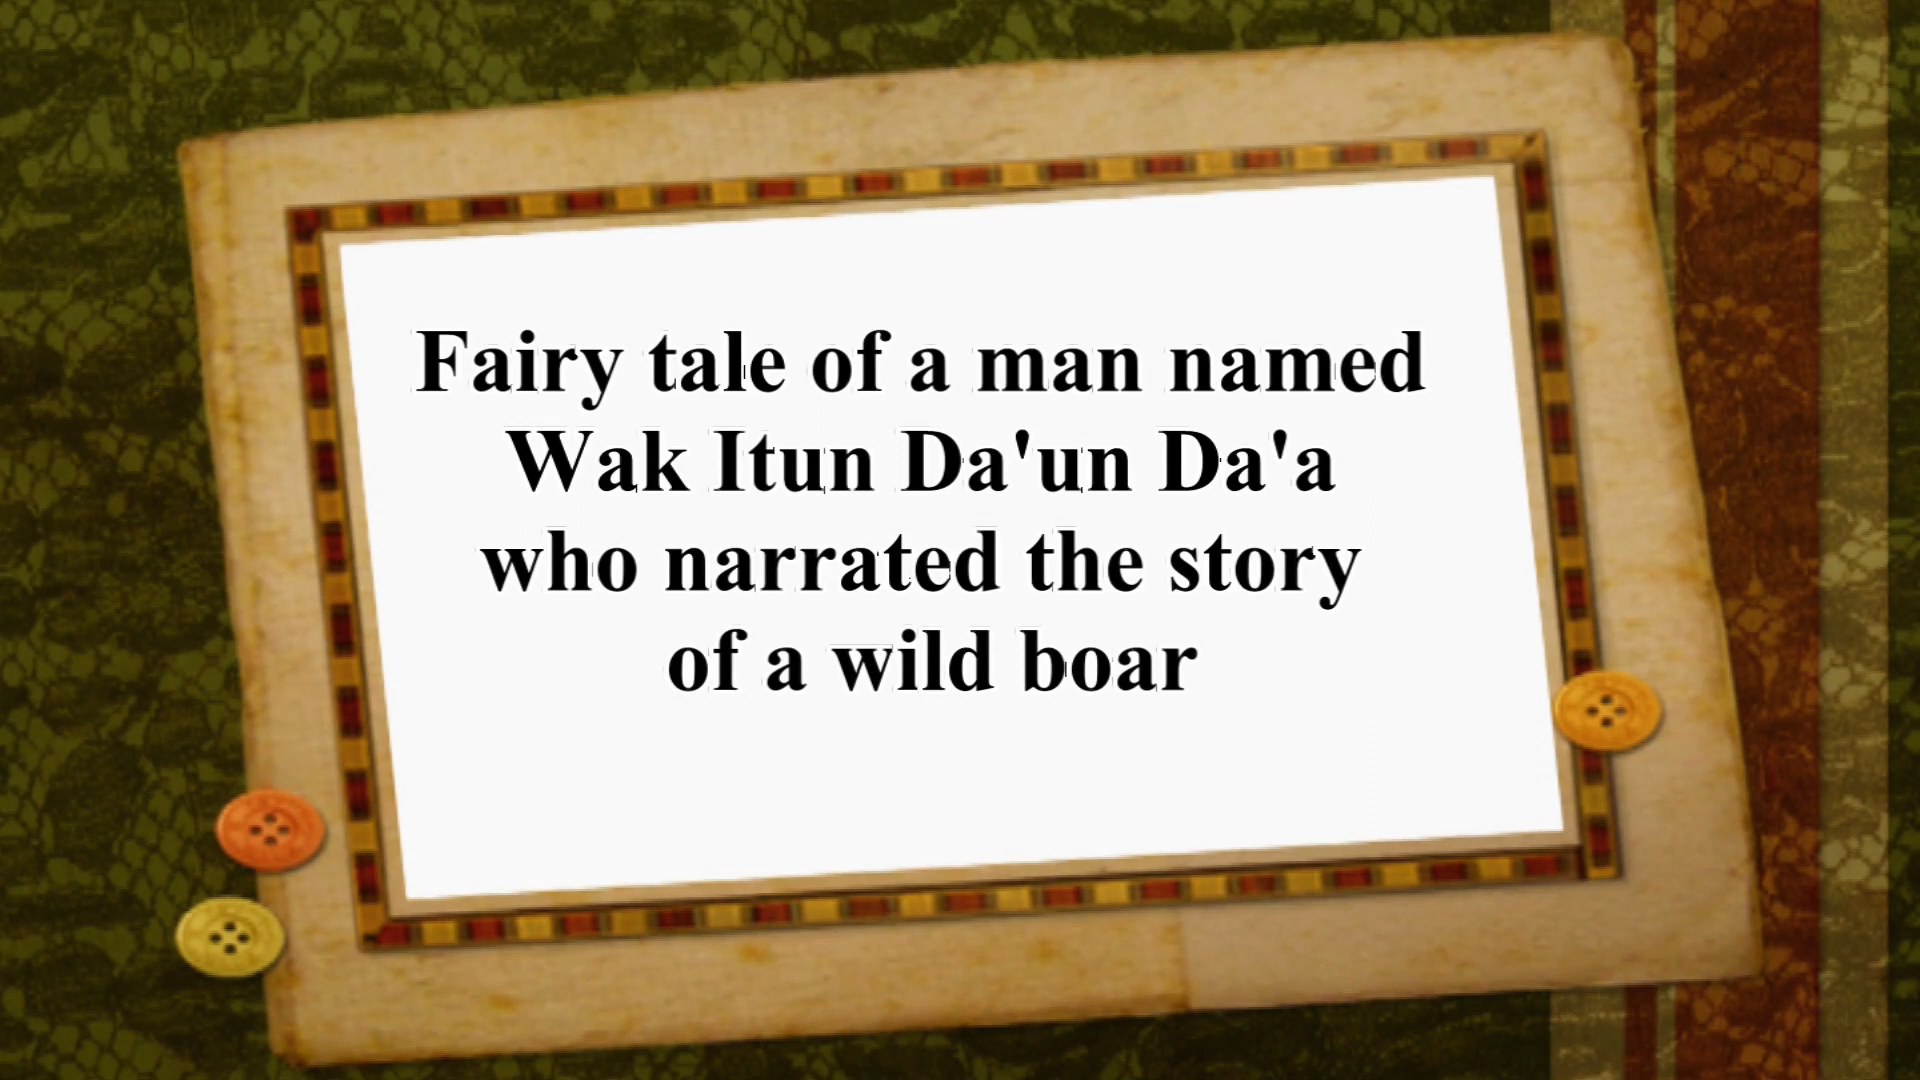 Fairy tale of a man named
Wak Itun Da'un Da'a
who narrated the story
of a wild boar